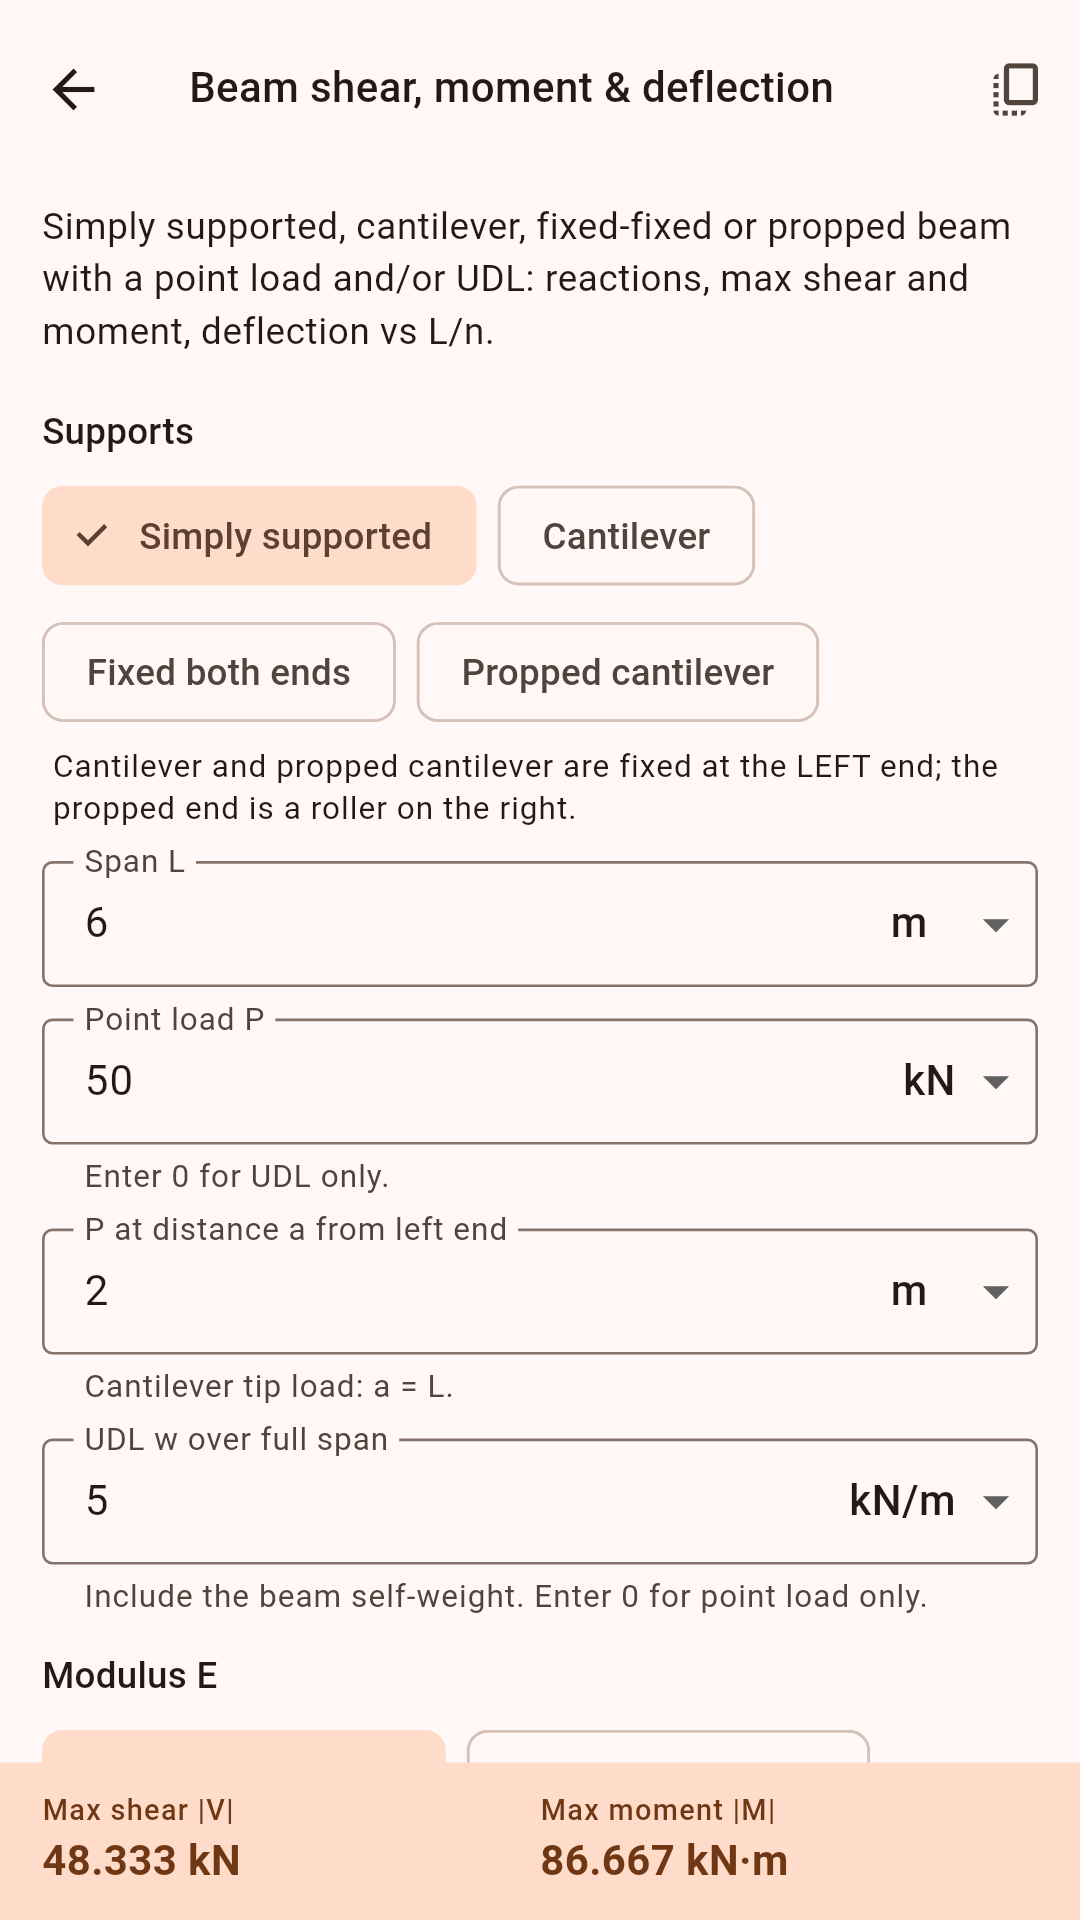 Beam shear, moment & deflection
Simply supported, cantilever, fixed-fixed or propped beam
with a point load and/or UDL: reactions, max shear and
moment, deflection vs L/n.
Supports
Simply supported
Cantilever
Fixed both ends
Propped cantilever
Cantilever and propped cantilever are fixed at the LEFT end; the
propped end is a roller on the right.
Span L
6 m
Point load P
50 kN
Enter 0 for UDL only.
P at distance a from left end
2 m
Cantilever tip load: a = L.
UDL w over full span
5 kN/m
Include the beam self-weight. Enter 0 for point load only.
Modulus E
Max shear |V|
48.333 kN
Max moment |M|
86.667 kN·m